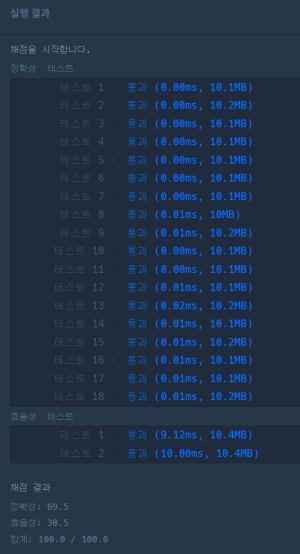 실행 결과
채점을 시작합니다.
정확성 테스트
테스트 1 통과 (0.00ms, 10.1MB)
테스트 2 통과 (0.00ms, 10.2MB)
테스트 3 통과 (0.00ms, 10.1MB)
테스트 4 통과 (0.00ms, 10.1MB)
테스트 5 통과 (0.00ms, 10.1MB)
테스트 6 통과 (0.00ms, 10.1MB)
테스트 7 통과 (0.00ms, 10.1MB)
테스트 8 통과 (0.01ms, 10MB)
테스트 9 통과 (0.01ms, 10.2MB)
테스트 10 통과 (0.00ms, 10.1MB)
테스트 11 통과 (0.00ms, 10.1MB)
테스트 12 통과 (0.01ms, 10.1MB)
테스트 13 통과 (0.02ms, 10.2MB)
테스트 14 통과 (0.01ms, 10.1MB)
테스트 15 통과 (0.01ms, 10.2MB)
테스트 16 통과 (0.01ms, 10.1MB)
테스트 17 통과 (0.01ms, 10.1MB)
테스트 18 통과 (0.01ms, 10.2MB)
효율성 테스트
테스트 1 통과 (9.12ms, 10.4MB)
테스트 2 통과 (10.00ms, 10.4MB)
채점 결과
정확성: 69.5
효율성: 30.5
합계: 100.0 / 100.0